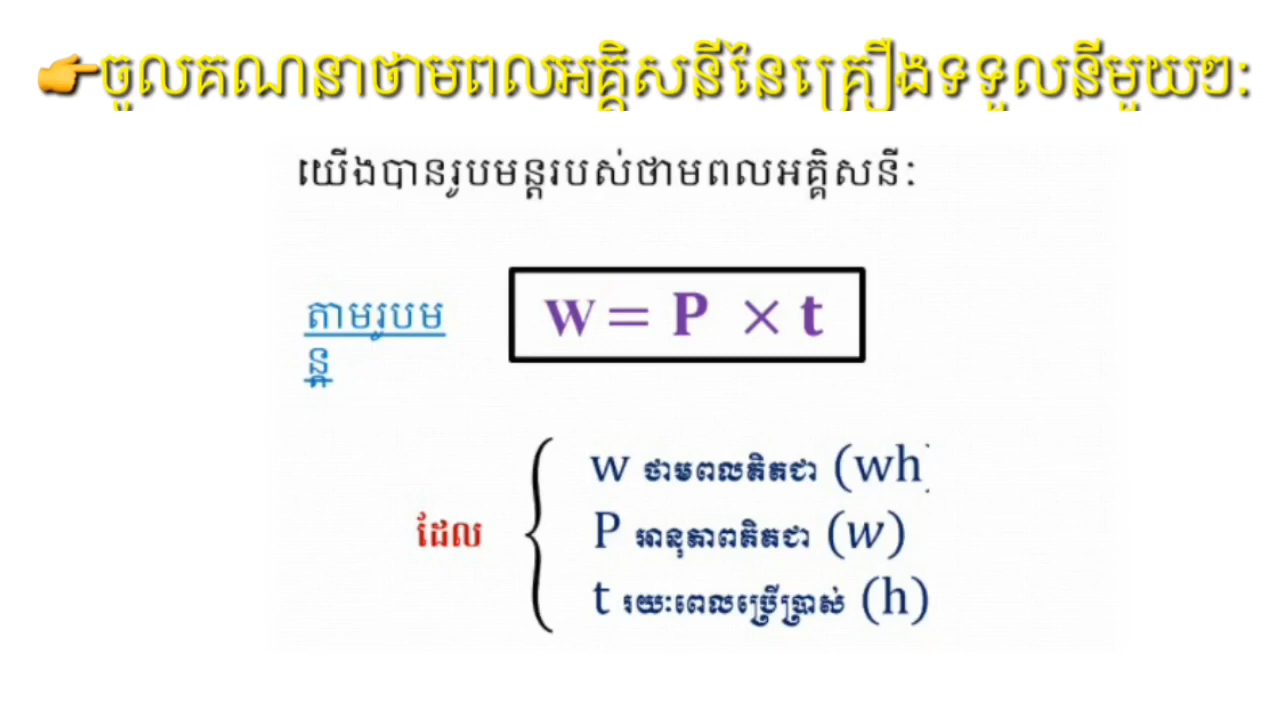 👉ចូលគណនាថាមពលអគ្គិសនីនៃគ្រឿងទទួលនីមួយៗ:
យើងបានរូបមន្តរបស់ថាមពលអគ្គិសនី:
តាមរូបមន្ត
w = P × t
ដែល
w ថាមពលគិតជា (wh)
P អានុភាពគិតជា (w)
t រយ:ពេលប្រើប្រាស់ (h)